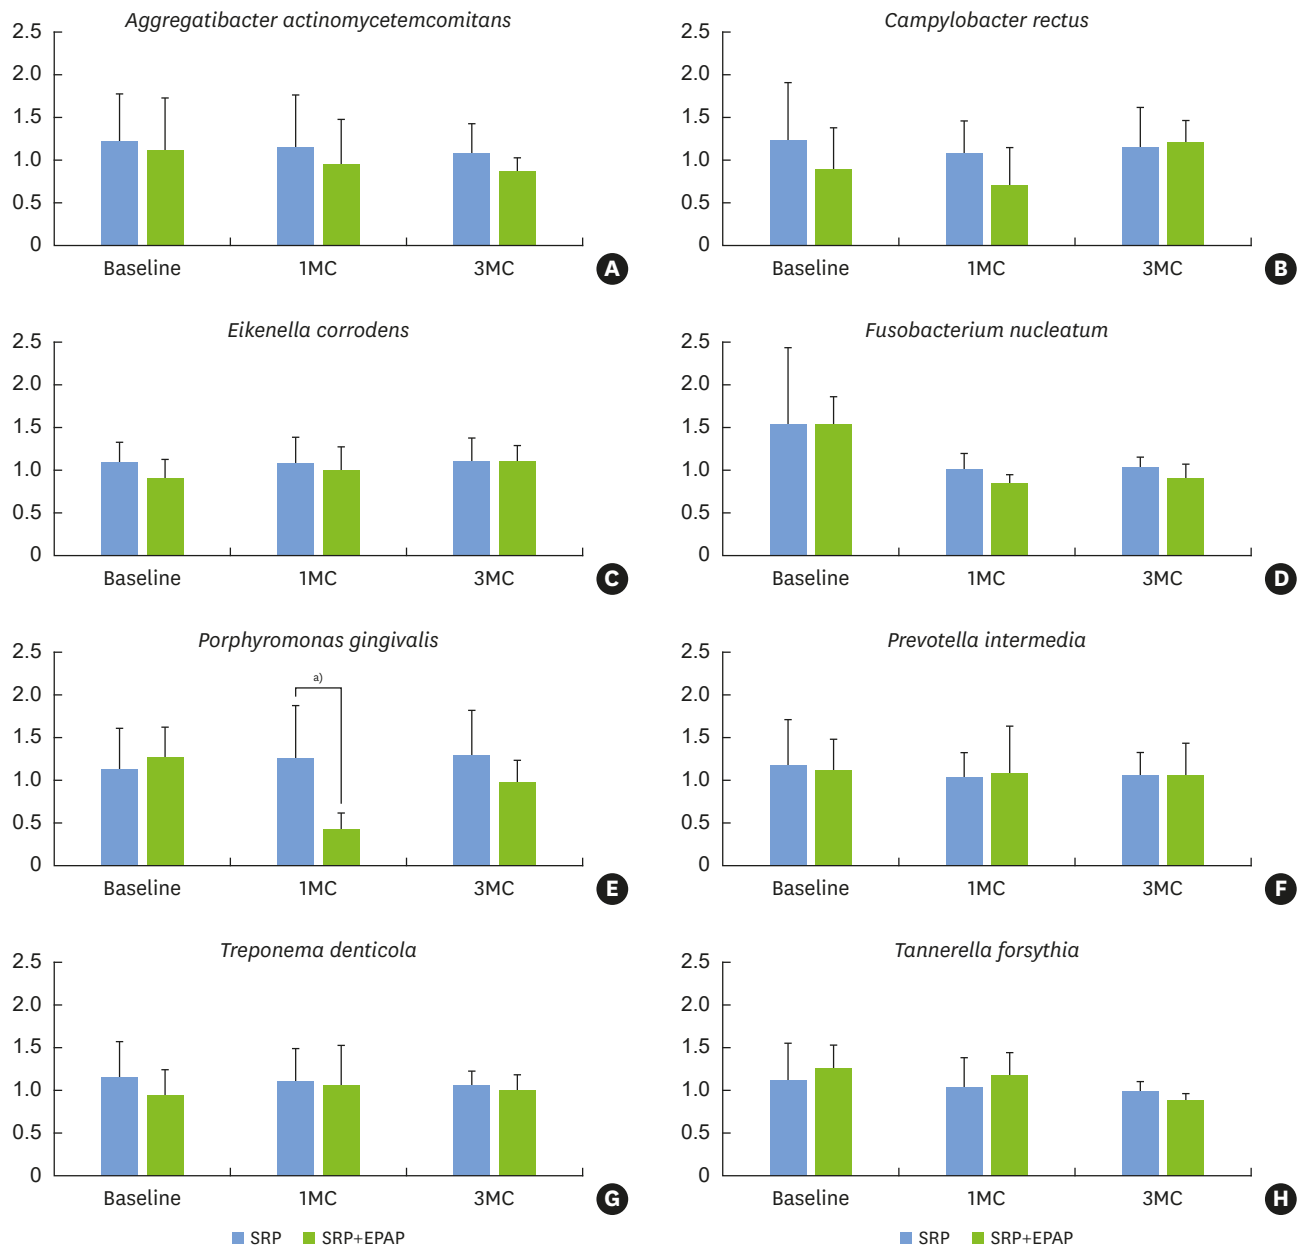 Aggregatibacter actinomycetemcomitans
2.5
2.0
1.5
1.0
0.5
0
Baseline 1MC 3MC
A
Campylobacter rectus
2.5
2.0
1.5
1.0
0.5
0
Baseline 1MC 3MC
B
Eikenella corrodens
2.5
2.0
1.5
1.0
0.5
0
Baseline 1MC 3MC
C
Fusobacterium nucleatum
2.5
2.0
1.5
1.0
0.5
0
Baseline 1MC 3MC
D
Porphyromonas gingivalis
2.5
a)
2.0
1.5
1.0
0.5
0
Baseline 1MC 3MC
E
Prevotella intermedia
2.5
2.0
1.5
1.0
0.5
0
Baseline 1MC 3MC
F
Treponema denticola
2.5
2.0
1.5
1.0
0.5
0
Baseline 1MC 3MC
G
SRP SRP+EPAP
Tannerella forsythia
2.5
2.0
1.5
1.0
0.5
0
Baseline 1MC 3MC
H
SRP SRP+EPAP